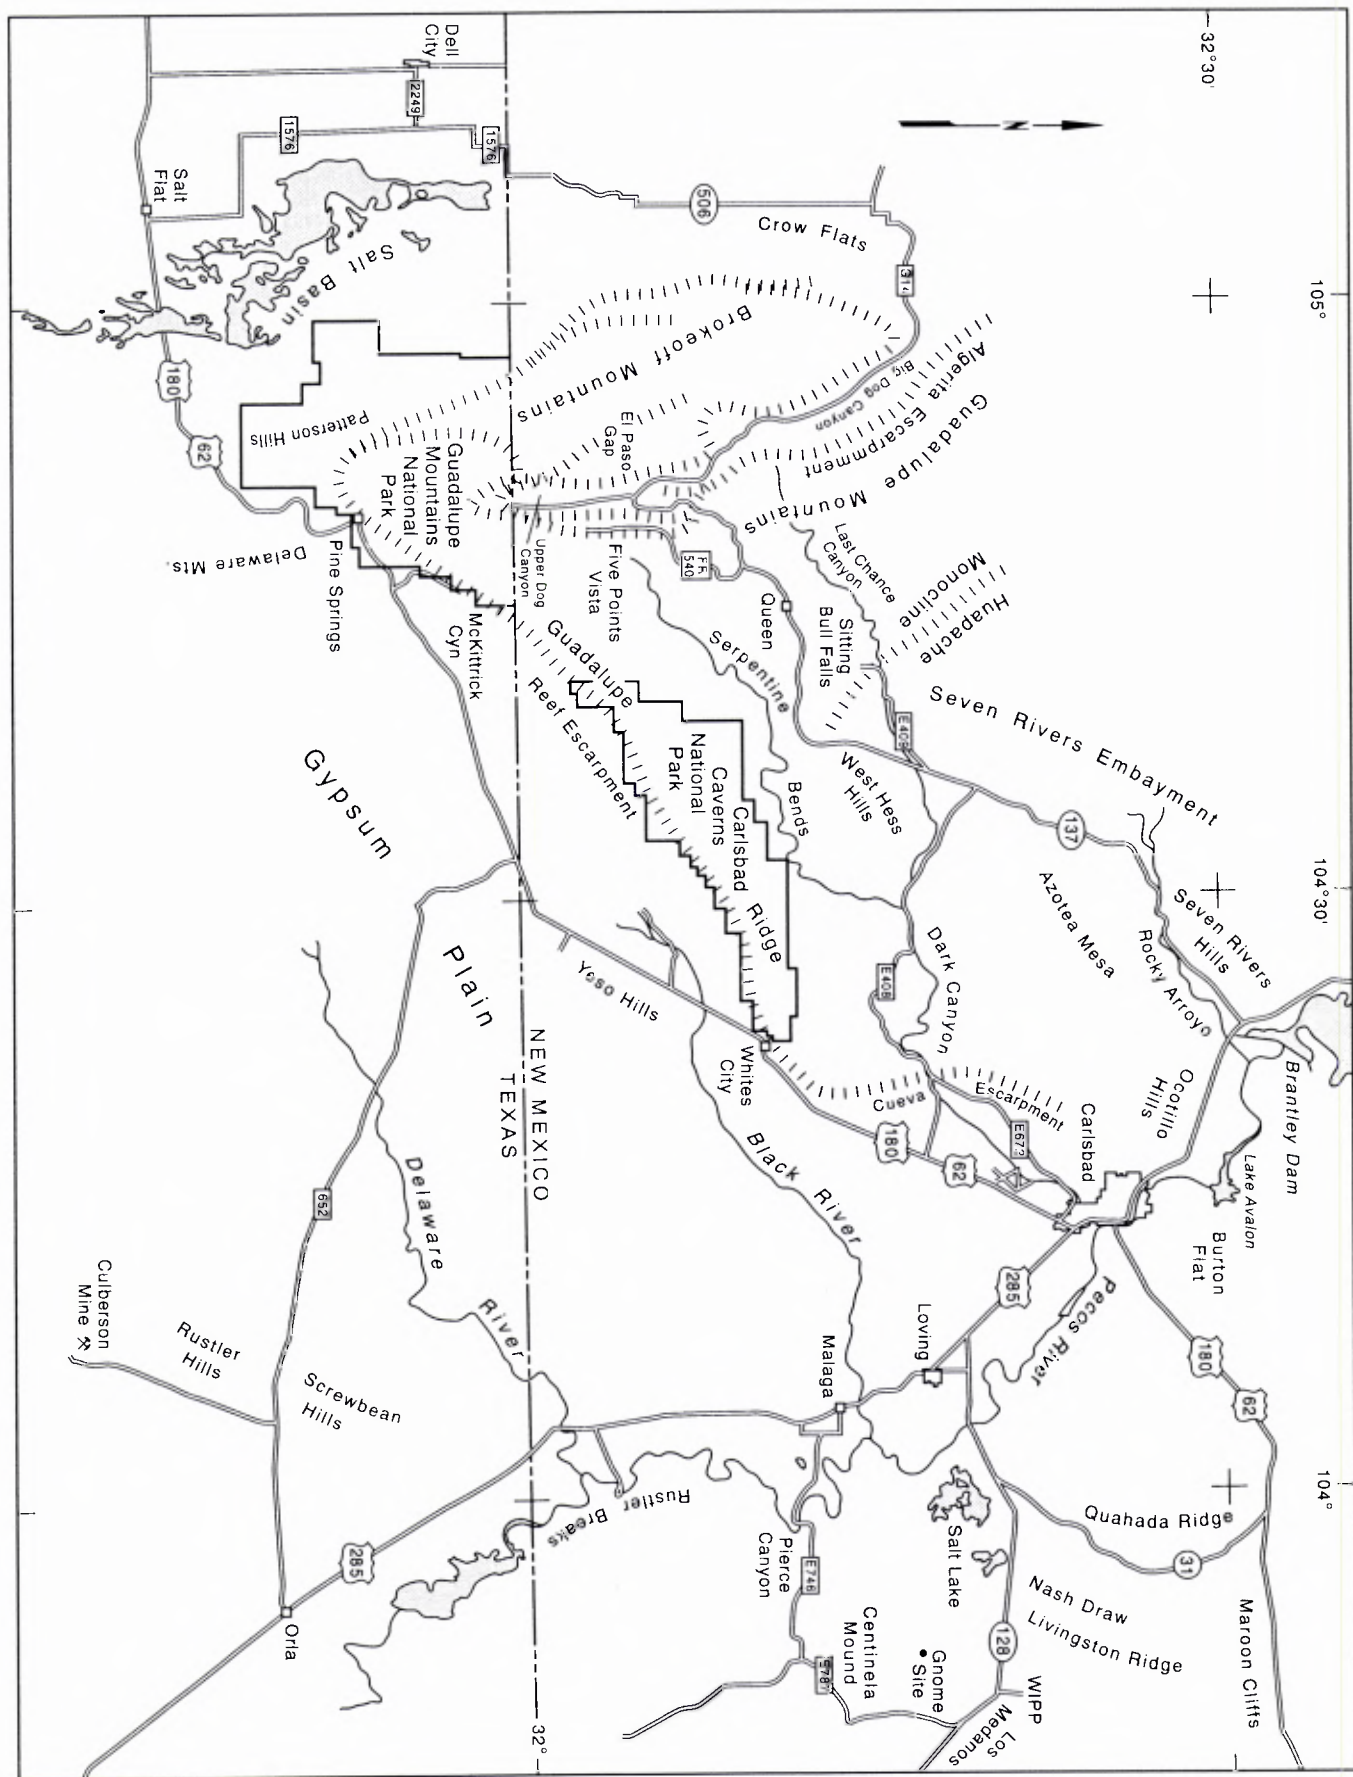 32°30'
105°
104°30'
104°
32°
N
Dell
City
2249
1576
1576
Salt
Flat
Salt Basin
506
Crow Flats
Brokeoff Mountains
Big Dog Canyon
Algerita Escarpment
Guadalupe Mountains
El Paso
Gap
Patterson Hills
180
62
Guadalupe
Mountains
National
Park
Delaware Mts.
Pine Springs
McKittrick
Cyn
Upper Dog
Canyon
Five Points
Vista
540
Queen
Last Chance
Canyon
Sitting
Bull Falls
Huapache
Monocline
Serpentine Bends
Guadalupe Ridge
Reef Escarpment
Carlsbad
Caverns
National
Park
Seven Rivers Embayment
E409
West Hess
Hills
137
Azotea Mesa
Seven Rivers
Hills
Rocky Arroyo
Dark Canyon
E408
Gypsum Plain
Yeso Hills
NEW MEXICO
TEXAS
Whites
City
Black River
Cueva Escarpment
E672
Carlsbad
Ocotillo
Hills
Brantley Dam
Lake Avalon
Burton
Flat
180
62
285
Pecos River
180
62
Loving
Malaga
Delaware River
652
Culberson
Mine
Rustler
Hills
Screwbean
Hills
285
Orla
Rustler Breaks
Pierce
Canyon
E746
Salt Lake
Quahada Ridge
31
Nash Draw
Livingston Ridge
128
Maroon Cliffs
Centinela
Mound
Gnome
Site
WIPP
Los
Medanos